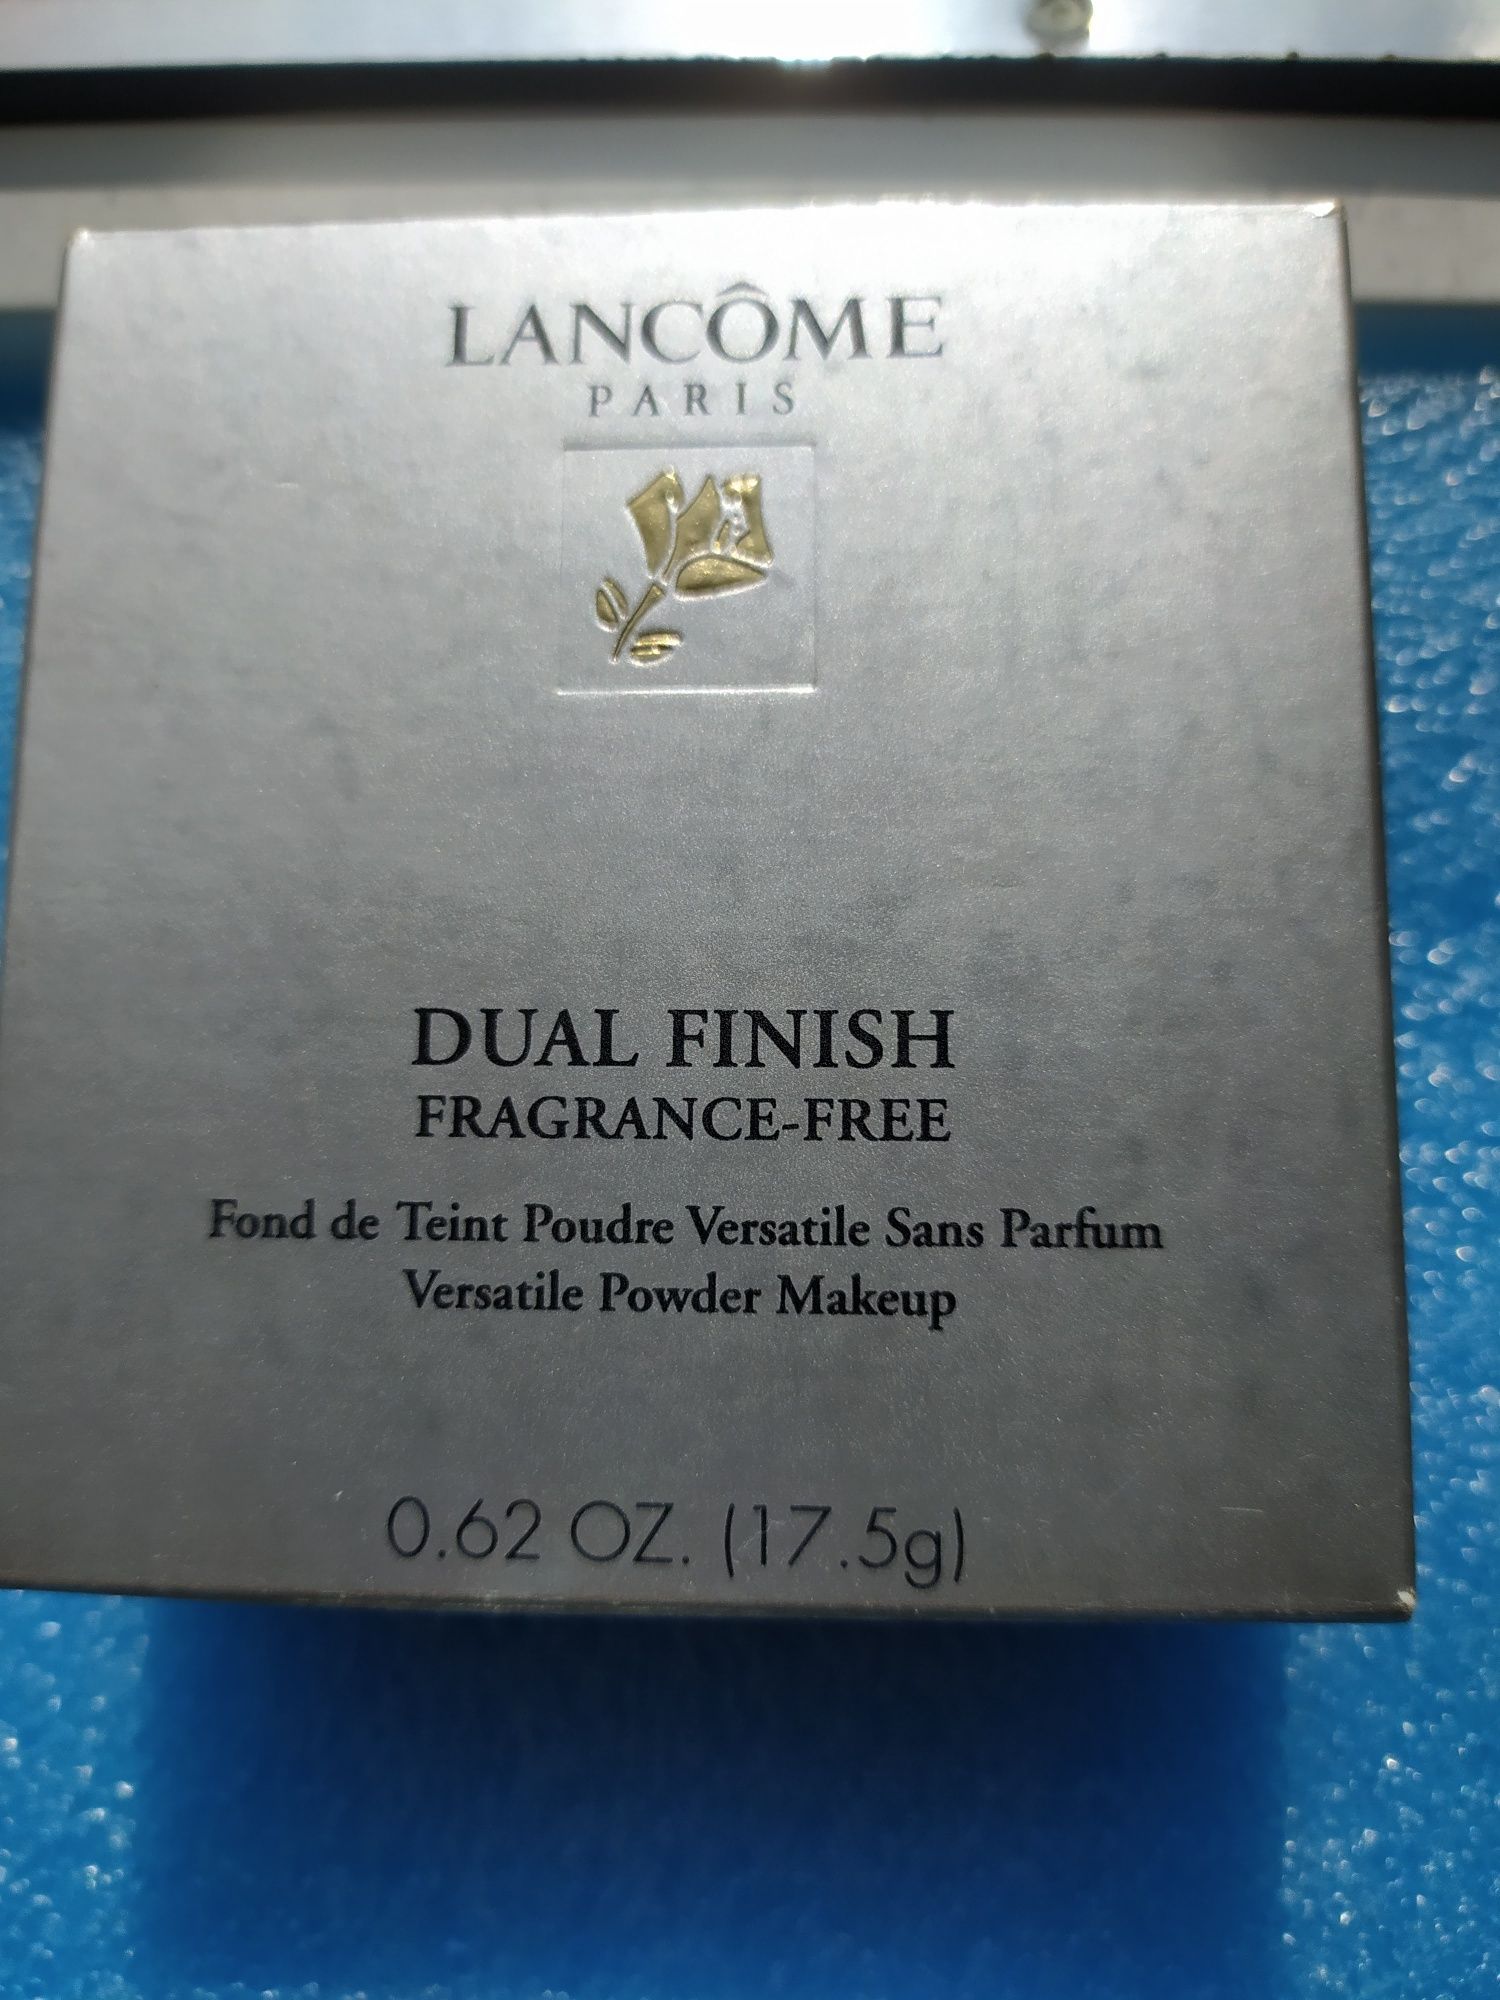 LANCÔME
PARIS
DUAL FINISH
FRAGRANCE-FREE
Fond de Teint Poudre Versatile Sans Parfum
Versatile Powder Makeup
0.62 OZ. (17.5g)